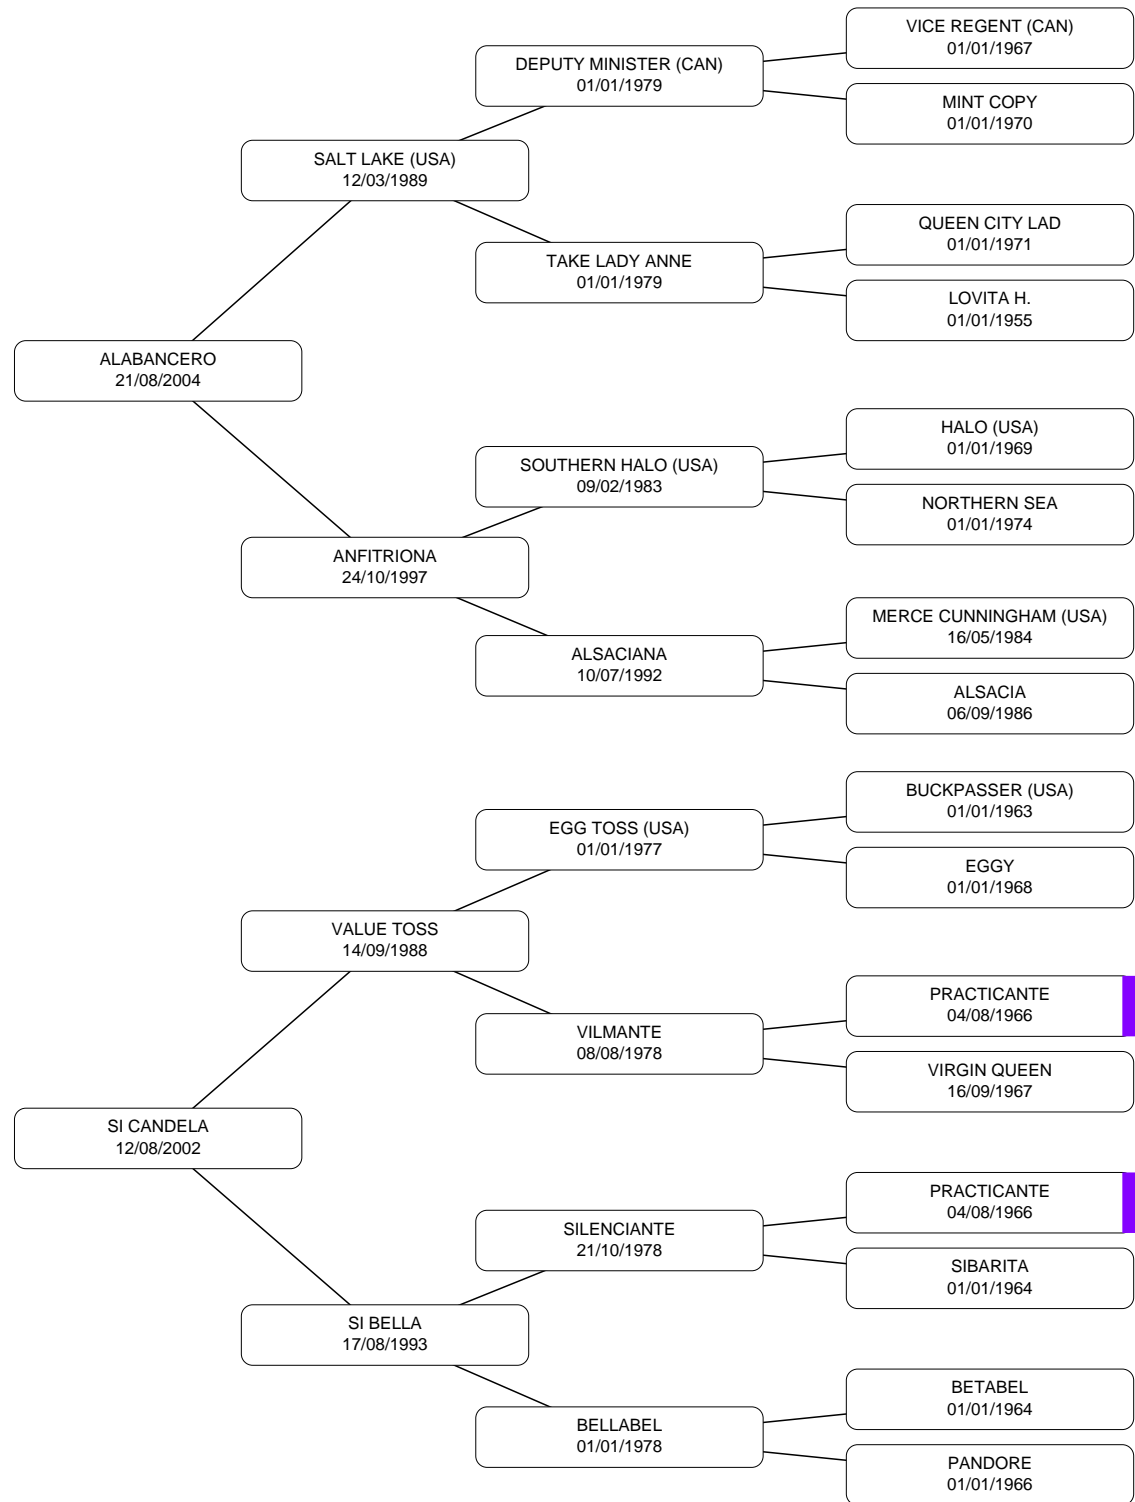 VICE REGENT (CAN)
01/01/1967
DEPUTY MINISTER (CAN)
01/01/1979
MINT COPY
01/01/1970
SALT LAKE (USA)
12/03/1989
QUEEN CITY LAD
01/01/1971
TAKE LADY ANNE
01/01/1979
LOVITA H.
01/01/1955
ALABANCERO
21/08/2004
HALO (USA)
01/01/1969
SOUTHERN HALO (USA)
09/02/1983
NORTHERN SEA
01/01/1974
ANFITRIONA
24/10/1997
MERCE CUNNINGHAM (USA)
16/05/1984
ALSACIANA
10/07/1992
ALSACIA
06/09/1986
BUCKPASSER (USA)
01/01/1963
EGG TOSS (USA)
01/01/1977
EGGY
01/01/1968
VALUE TOSS
14/09/1988
PRACTICANTE
04/08/1966
VILMANTE
08/08/1978
VIRGIN QUEEN
16/09/1967
SI CANDELA
12/08/2002
PRACTICANTE
04/08/1966
SILENCIANTE
21/10/1978
SIBARITA
01/01/1964
SI BELLA
17/08/1993
BETABEL
01/01/1964
BELLABEL
01/01/1978
PANDORE
01/01/1966